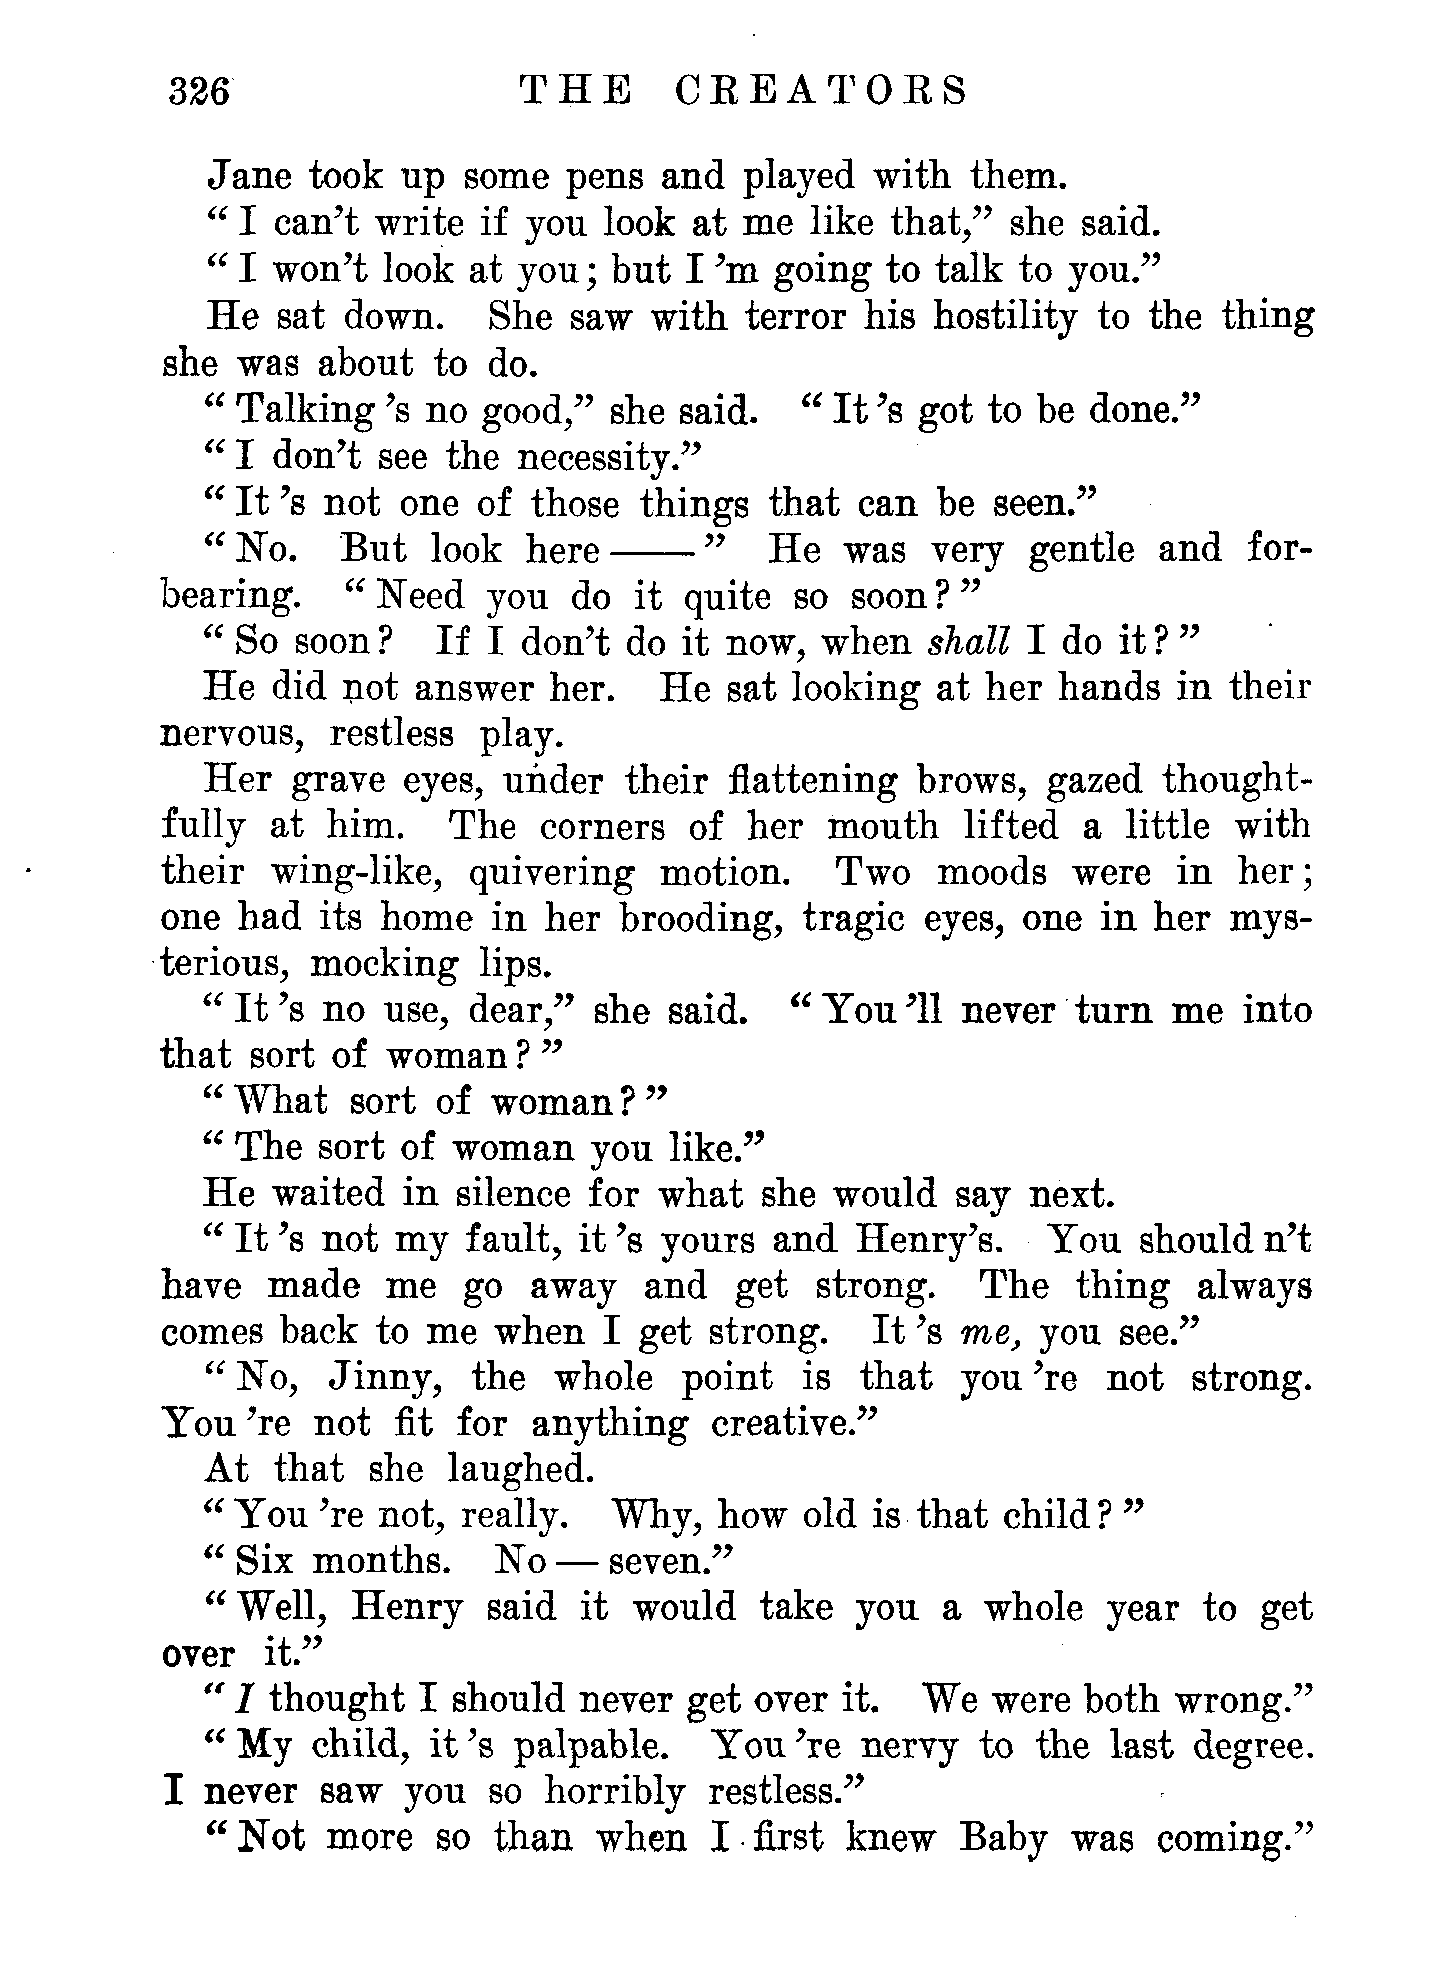 326 THE CREATORS
Jane took up some pens and played with them.
“I can’t write if you look at me like that,” she said.
“I won’t look at you; but I ’m going to talk to you.”
He sat down. She saw with terror his hostility to the thing
she was about to do.
“Talking ’s no good,” she said. “It ’s got to be done.”
“I don’t see the necessity.”
“It ’s not one of those things that can be seen.”
“No. But look here ——” He was very gentle and for-
bearing. “Need you do it quite so soon?”
“So soon? If I don’t do it now, when shall I do it?”
He did not answer her. He sat looking at her hands in their
nervous, restless play.
Her grave eyes, under their flattening brows, gazed thought-
fully at him. The corners of her mouth lifted a little with
their wing-like, quivering motion. Two moods were in her;
one had its home in her brooding, tragic eyes, one in her mys-
terious, mocking lips.
“It ’s no use, dear,” she said. “You ’ll never turn me into
that sort of woman?”
“What sort of woman?”
“The sort of woman you like.”
He waited in silence for what she would say next.
“It ’s not my fault, it ’s yours and Henry’s. You should n’t
have made me go away and get strong. The thing always
comes back to me when I get strong. It ’s me, you see.”
“No, Jinny, the whole point is that you ’re not strong.
You ’re not fit for anything creative.”
At that she laughed.
“You ’re not, really. Why, how old is that child?”
“Six months. No — seven.”
“Well, Henry said it would take you a whole year to get
over it.”
“I thought I should never get over it. We were both wrong.”
“My child, it ’s palpable. You ’re nervy to the last degree.
I never saw you so horribly restless.”
“Not more so than when I first knew Baby was coming.”